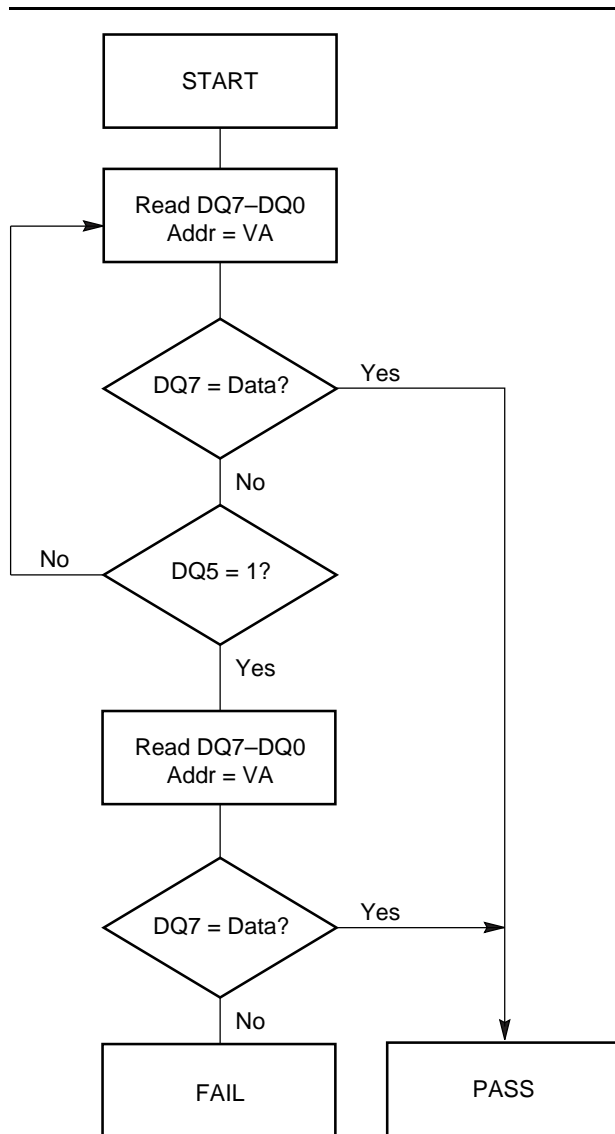 START
Read DQ7–DQ0
Addr = VA
DQ7 = Data?
Yes
No
No
DQ5 = 1?
Yes
Read DQ7–DQ0
Addr = VA
DQ7 = Data?
Yes
No
FAIL
PASS